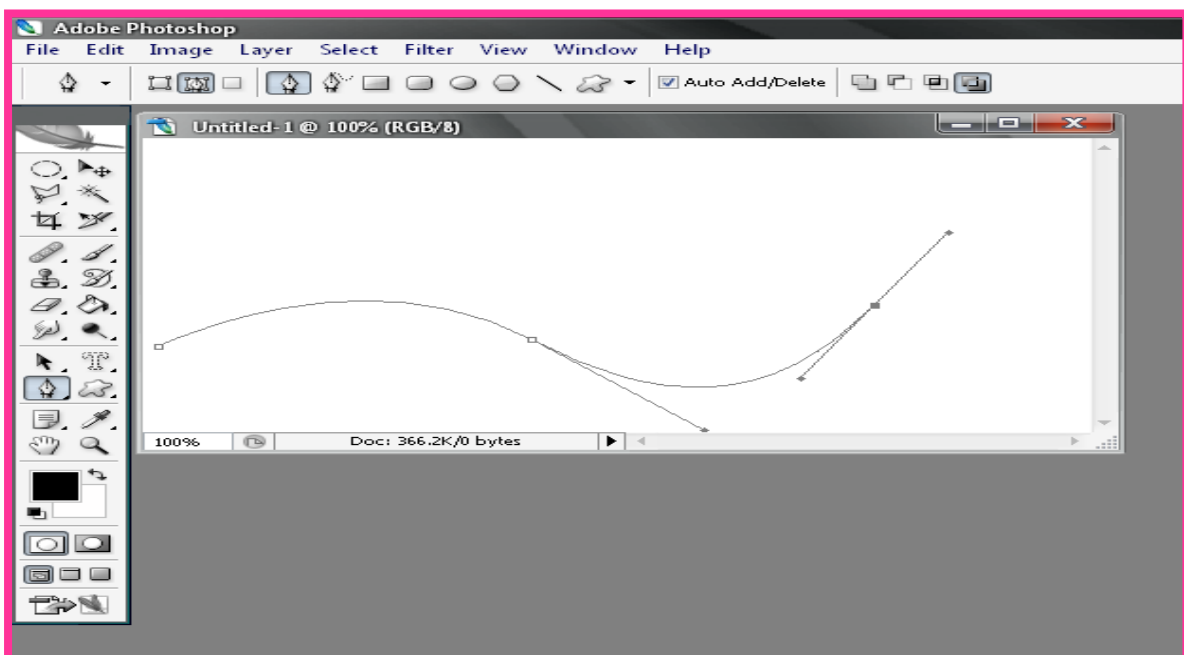 Adobe Photoshop
File Edit Image Layer Select Filter View Window Help
Auto Add/Delete
Untitled-1 @ 100% (RGB/8)
100% Doc: 366.2K/0 bytes